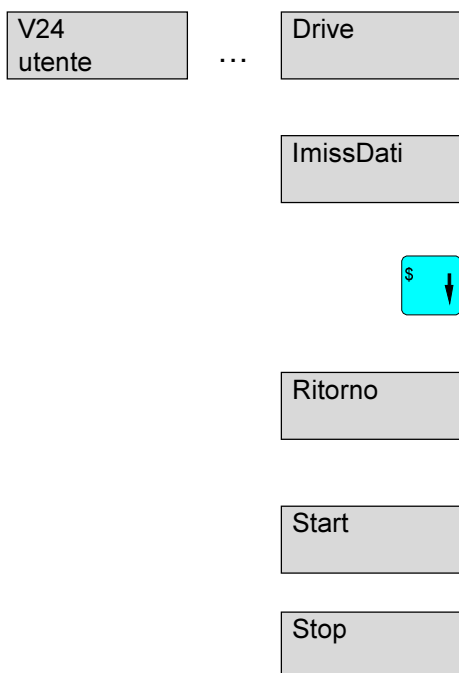 V24
utente
...
Drive
ImissDati
$
Ritorno
Start
Stop